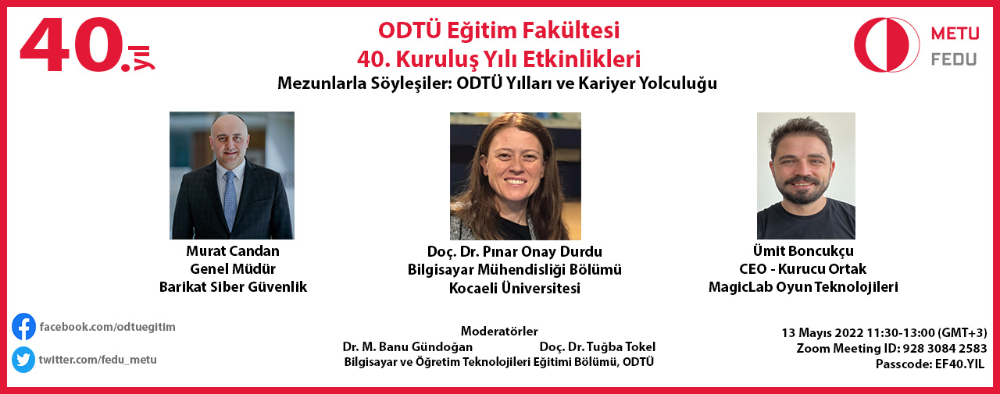 40.yıl
ODTÜ Eğitim Fakültesi
40. Kuruluş Yılı Etkinlikleri
Mezunlarla Söyleşiler: ODTÜ Yılları ve Kariyer Yolculuğu
METU
FEDU
Murat Candan
Genel Müdür
Barikat Siber Güvenlik
Doç. Dr. Pınar Onay Durdu
Bilgisayar Mühendisliği Bölümü
Kocaeli Üniversitesi
Ümit Boncukçu
CEO - Kurucu Ortak
MagicLab Oyun Teknolojileri
facebook.com/odtuegitim
twitter.com/fedu_metu
Moderatörler
Dr. M. Banu Gündoğan Doç. Dr. Tuğba Tokel
Bilgisayar ve Öğretim Teknolojileri Eğitimi Bölümü, ODTÜ
13 Mayıs 2022 11:30-13:00 (GMT+3)
Zoom Meeting ID: 928 3084 2583
Passcode: EF40.YIL